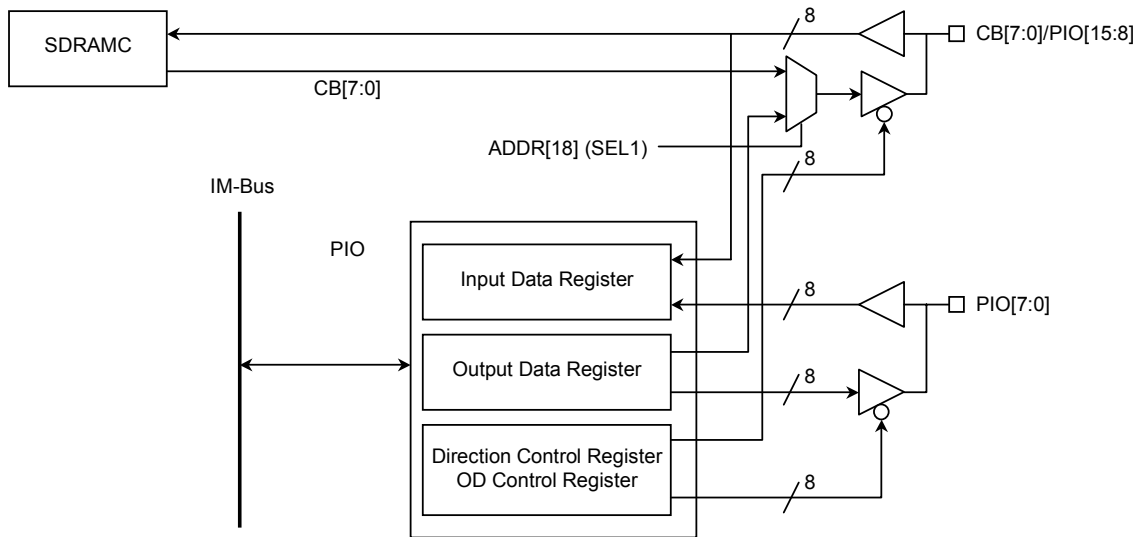 8
SDRAMC
CB[7:0]/PIO[15:8]
CB[7:0]
ADDR[18] (SEL1)
8
IM-Bus
PIO
Input Data Register
8
PIO[7:0]
Output Data Register
8
Direction Control Register
OD Control Register
8